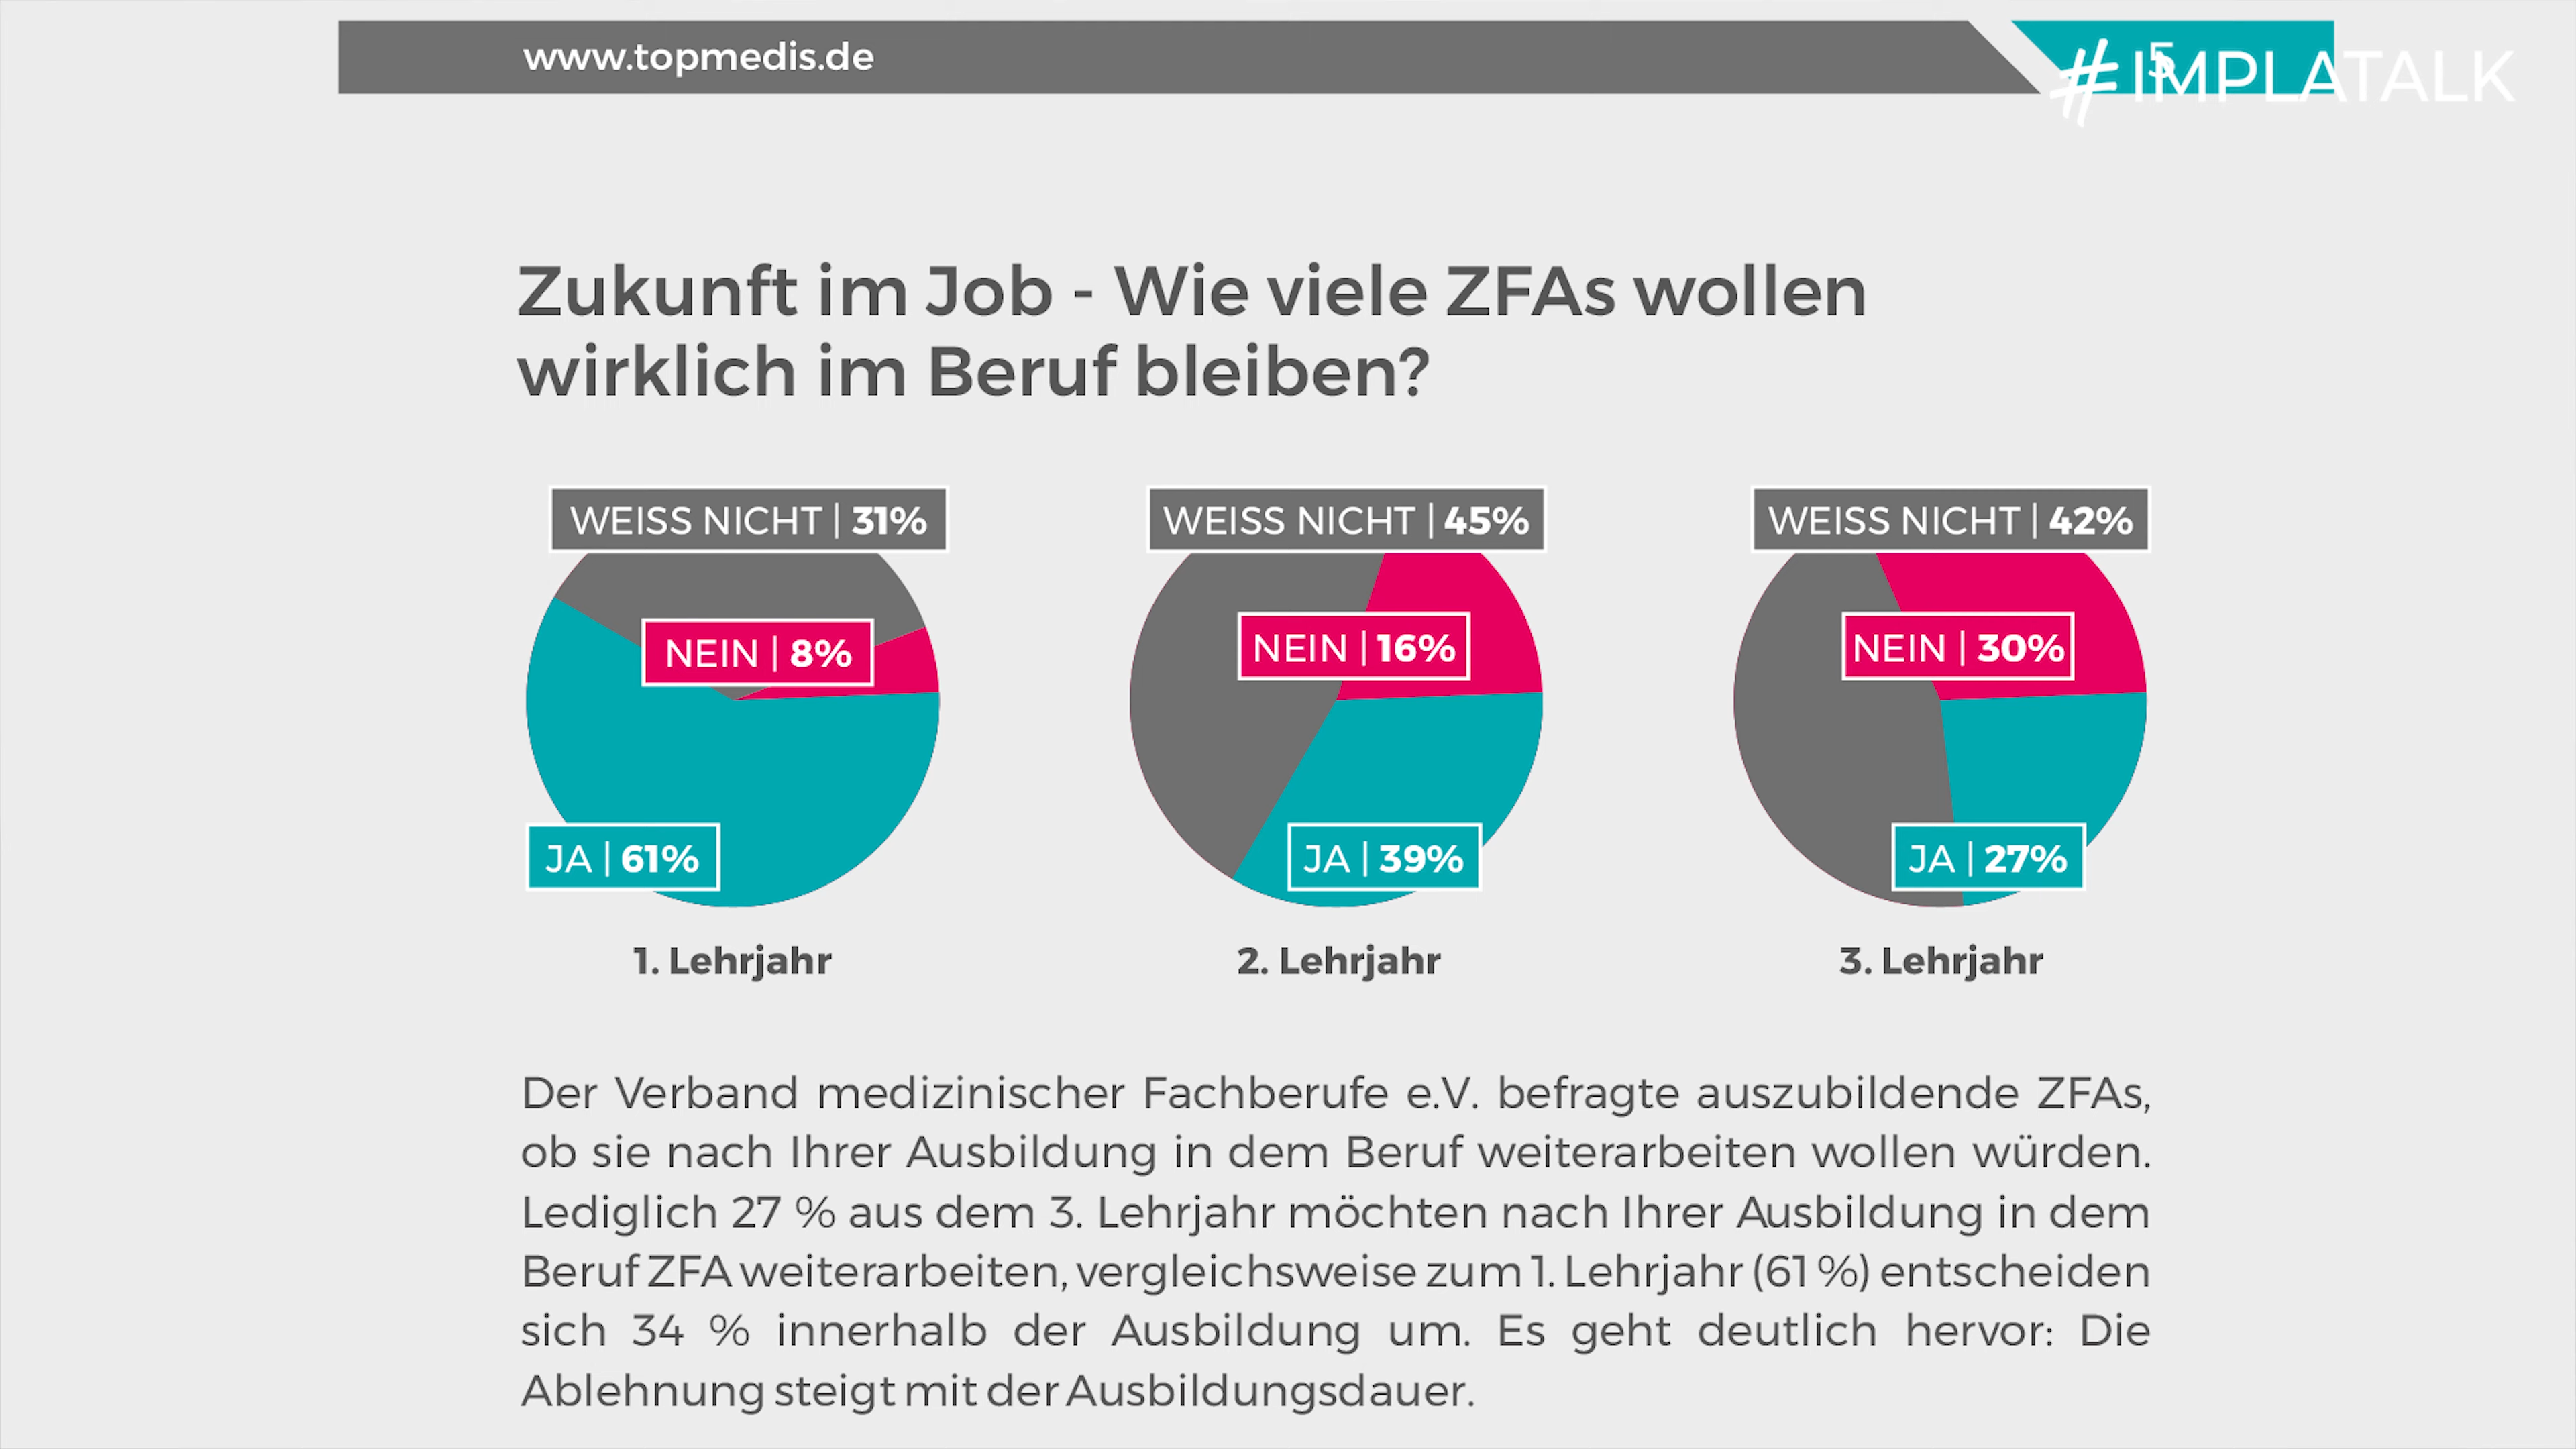 www.topmedis.de
5
#IMPLATALK
Zukunft im Job - Wie viele ZFAs wollen
wirklich im Beruf bleiben?
WEISS NICHT | 31%
WEISS NICHT | 45%
WEISS NICHT | 42%
NEIN | 8%
NEIN | 16%
NEIN | 30%
JA | 61%
JA | 39%
JA | 27%
1. Lehrjahr
2. Lehrjahr
3. Lehrjahr
Der Verband medizinischer Fachberufe e.V. befragte auszubildende ZFAs,
ob sie nach Ihrer Ausbildung in dem Beruf weiterarbeiten wollen würden.
Lediglich 27 % aus dem 3. Lehrjahr möchten nach Ihrer Ausbildung in dem
Beruf ZFA weiterarbeiten, vergleichsweise zum 1. Lehrjahr (61 %) entscheiden
sich 34 % innerhalb der Ausbildung um. Es geht deutlich hervor: Die
Ablehnung steigt mit der Ausbildungsdauer.